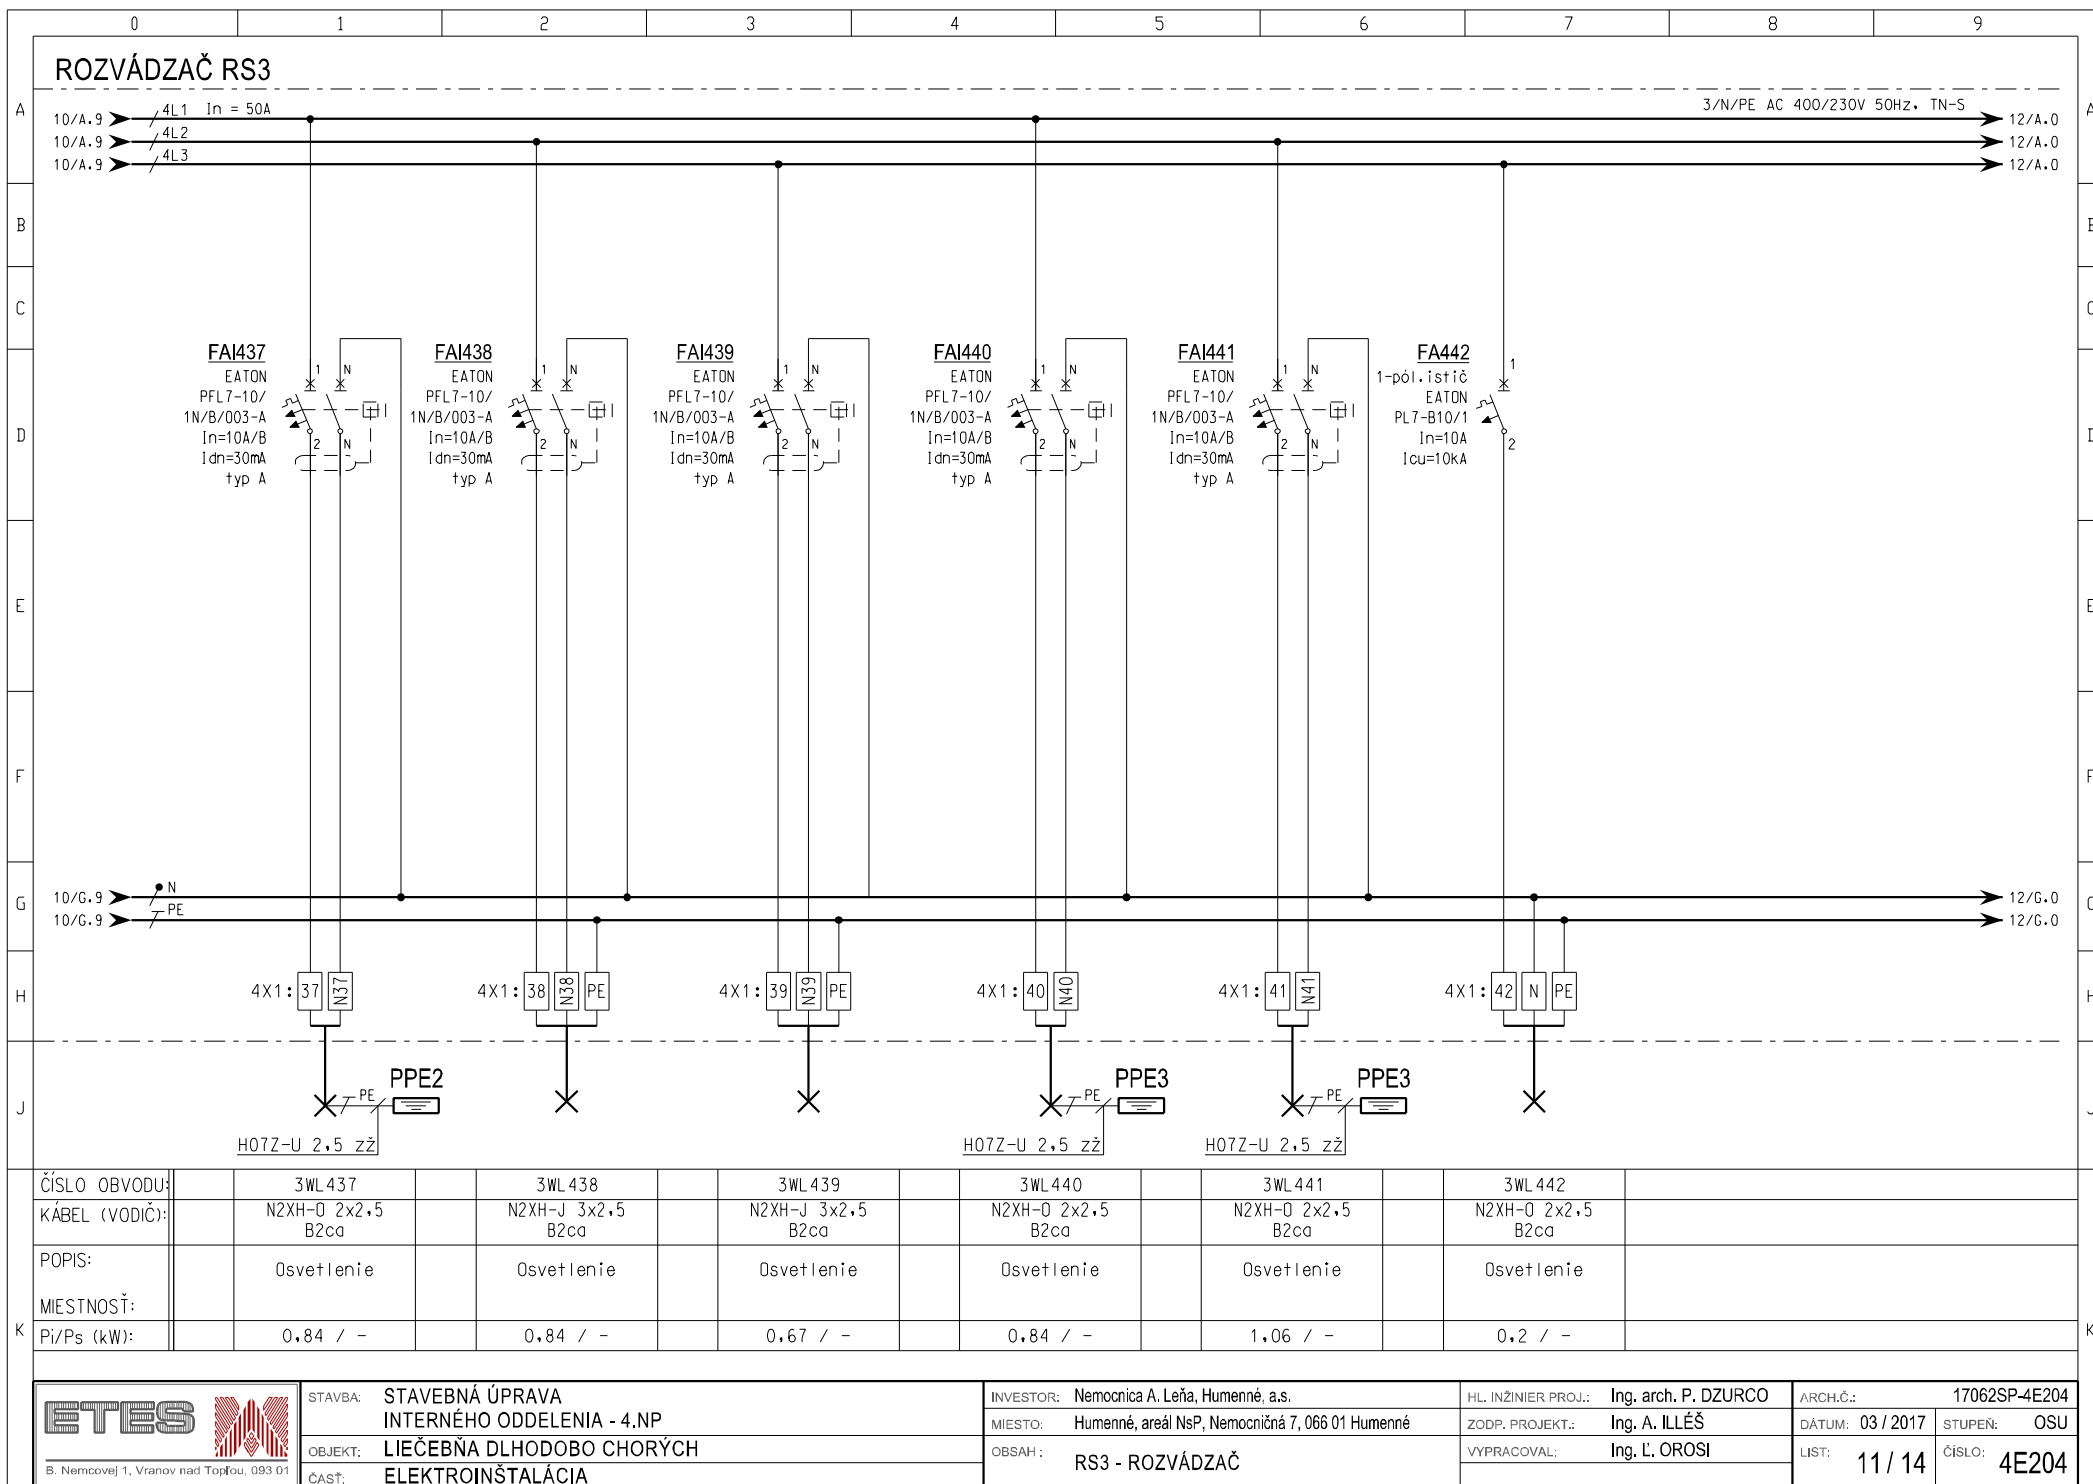 0 1 2 3 4 5 6 7 8 9
ROZVÁDZAČ RS3
A
10/A.9 4L1 In = 50A 3/N/PE AC 400/230V 50Hz, TN-S 12/A.0
10/A.9 4L2 12/A.0
10/A.9 4L3 12/A.0
B
C
D
FAI437
EATON
PFL7-10/
1N/B/003-A
In=10A/B
Idn=30mA
typ A
1 N
2 N
FAI438
EATON
PFL7-10/
1N/B/003-A
In=10A/B
Idn=30mA
typ A
1 N
2 N
FAI439
EATON
PFL7-10/
1N/B/003-A
In=10A/B
Idn=30mA
typ A
1 N
2 N
FAI440
EATON
PFL7-10/
1N/B/003-A
In=10A/B
Idn=30mA
typ A
1 N
2 N
FAI441
EATON
PFL7-10/
1N/B/003-A
In=10A/B
Idn=30mA
typ A
1 N
2 N
FA442
1-pól.istič
EATON
PL7-B10/1
In=10A
Icu=10kA
1
2
E
F
G
10/G.9 N 12/G.0
10/G.9 PE 12/G.0
H
4X1: 37 N37
4X1: 38 N38 PE
4X1: 39 N39 PE
4X1: 40 N40
4X1: 41 N41
4X1: 42 N PE
J
PE PPE2
H07Z-U 2,5 zž
PE PPE3
H07Z-U 2,5 zž
PE PPE3
H07Z-U 2,5 zž
ČÍSLO OBVODU: 3WL437 3WL438 3WL439 3WL440 3WL441 3WL442
KÁBEL (VODIČ): N2XH-O 2x2,5 N2XH-J 3x2,5 N2XH-J 3x2,5 N2XH-O 2x2,5 N2XH-O 2x2,5 N2XH-O 2x2,5
B2ca B2ca B2ca B2ca B2ca B2ca
POPIS: Osvetlenie Osvetlenie Osvetlenie Osvetlenie Osvetlenie Osvetlenie
MIESTNOSŤ:
K
Pi/Ps (kW): 0,84 / - 0,84 / - 0,67 / - 0,84 / - 1,06 / - 0,2 / -
ETES
B. Nemcovej 1, Vranov nad Topľou, 093 01
STAVBA: STAVEBNÁ ÚPRAVA
INTERNÉHO ODDELENIA - 4.NP
OBJEKT: LIEČEBŇA DLHODOBO CHORÝCH
ČASŤ: ELEKTROINŠTALÁCIA
INVESTOR: Nemocnica A. Leňa, Humenné, a.s.
MIESTO: Humenné, areál NsP, Nemocničná 7, 066 01 Humenné
OBSAH : RS3 - ROZVÁDZAČ
HL. INŽINIER PROJ.: Ing. arch. P. DZURCO
ZODP. PROJEKT.: Ing. A. ILLÉŠ
VYPRACOVAL: Ing. Ľ. OROSI
ARCH.Č.: 17062SP-4E204
DÁTUM: 03 / 2017 STUPEŇ: OSU
LIST: 11 / 14 ČÍSLO: 4E204